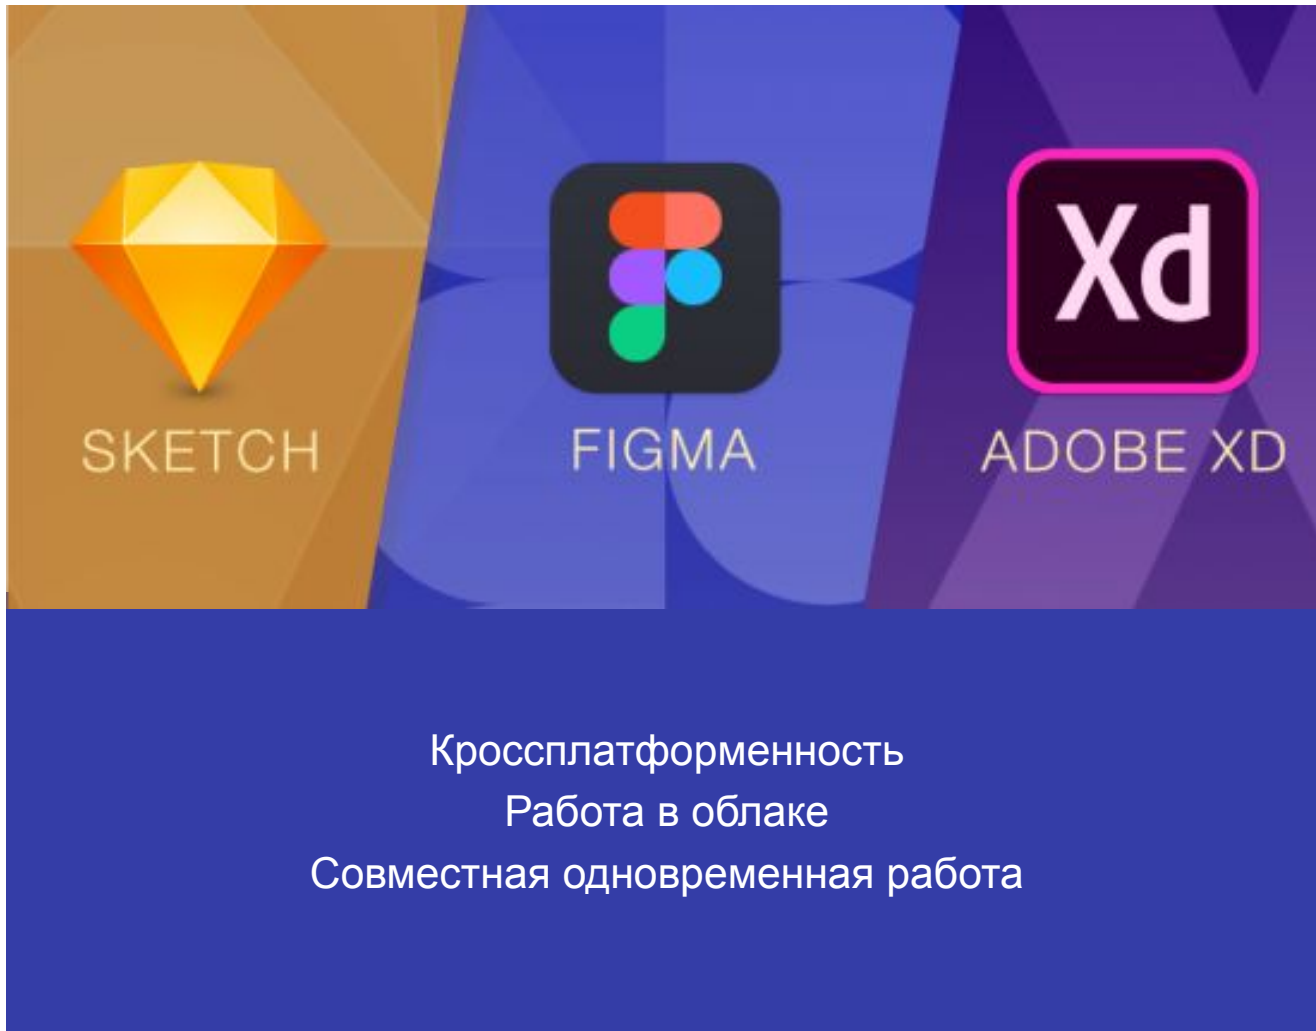 Xd
SKETCH
FIGMA
ADOBE XD
Кроссплатформенность
Работа в облаке
Совместная одновременная работа